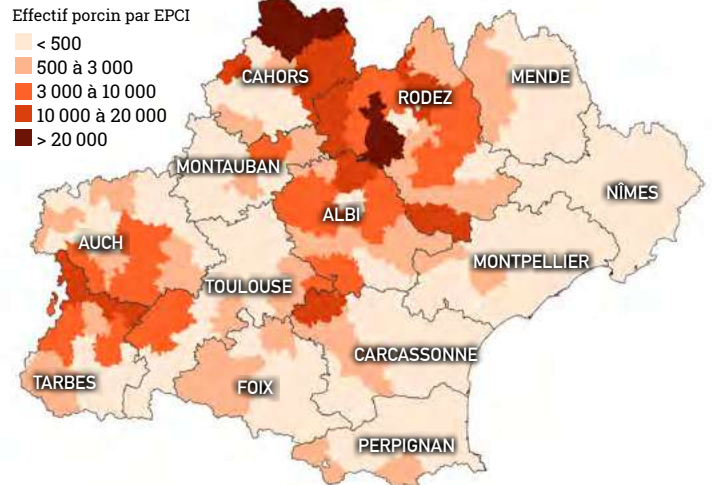 Effectif porcin par EPCI
< 500
500 à 3 000
3 000 à 10 000
10 000 à 20 000
> 20 000
CAHORS
RODEZ
MENDE
MONTAUBAN
NÎMES
ALBI
AUCH
MONTPELLIER
TOULOUSE
CARCASSONNE
TARBES
FOIX
PERPIGNAN